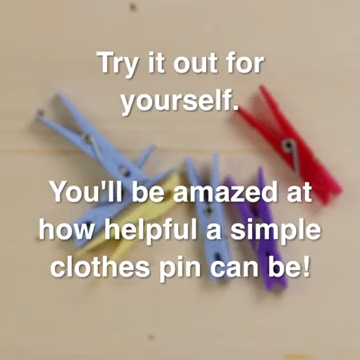 Try it out for
yourself.
You'll be amazed at
how helpful a simple
clothes pin can be!